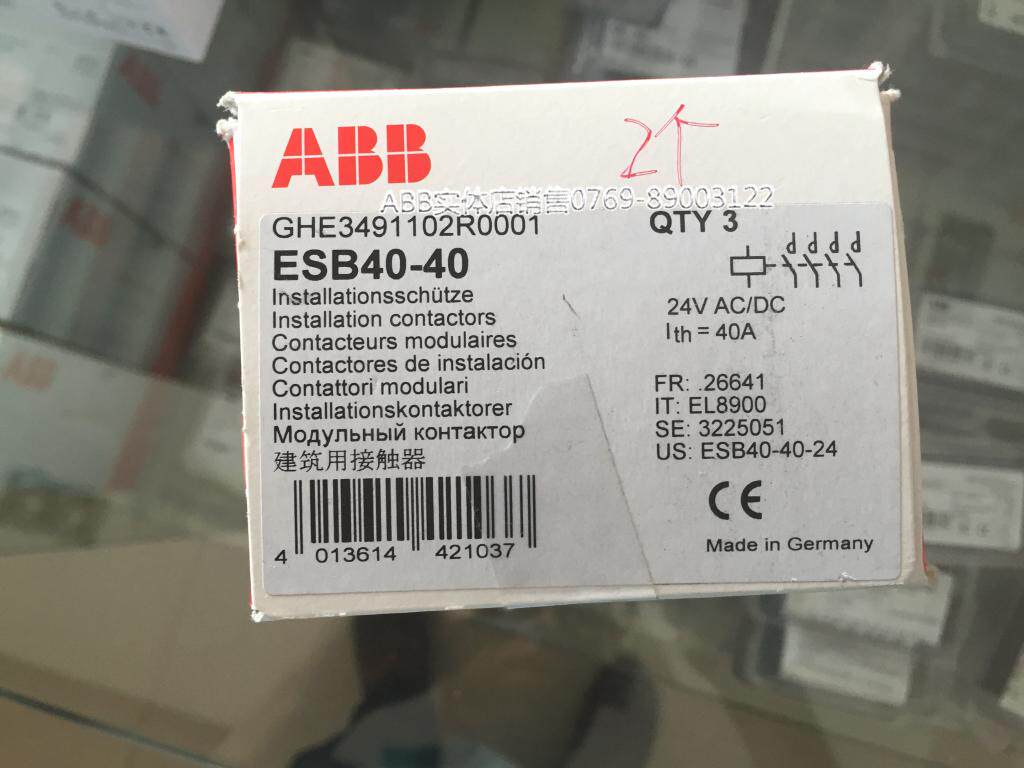 ABB
2个
ABB实体店銷售0769-89003122
GHE3491102R0001
QTY 3
ESB40-40
Installationsschütze
Installation contactors
Contacteurs modulaires
Contactores de instalación
Contattori modulari
Installationskontaktorer
Модульный контактор
建筑用接触器
24V AC/DC
Ith = 40A
FR: .26641
IT: EL8900
SE: 3225051
US: ESB40-40-24
CE
4 013614 421037
Made in Germany
ABB
ABB